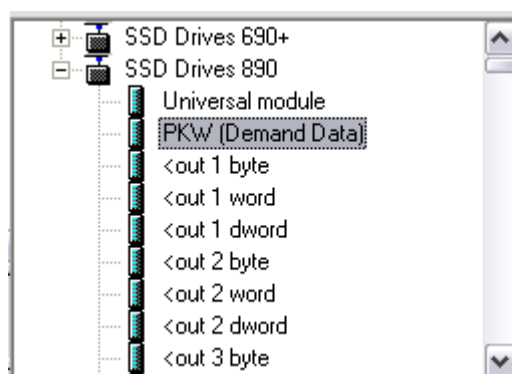 SSD Drives 690+
SSD Drives 890
Universal module
PKW (Demand Data)
<out 1 byte
<out 1 word
<out 1 dword
<out 2 byte
<out 2 word
<out 2 dword
<out 3 byte